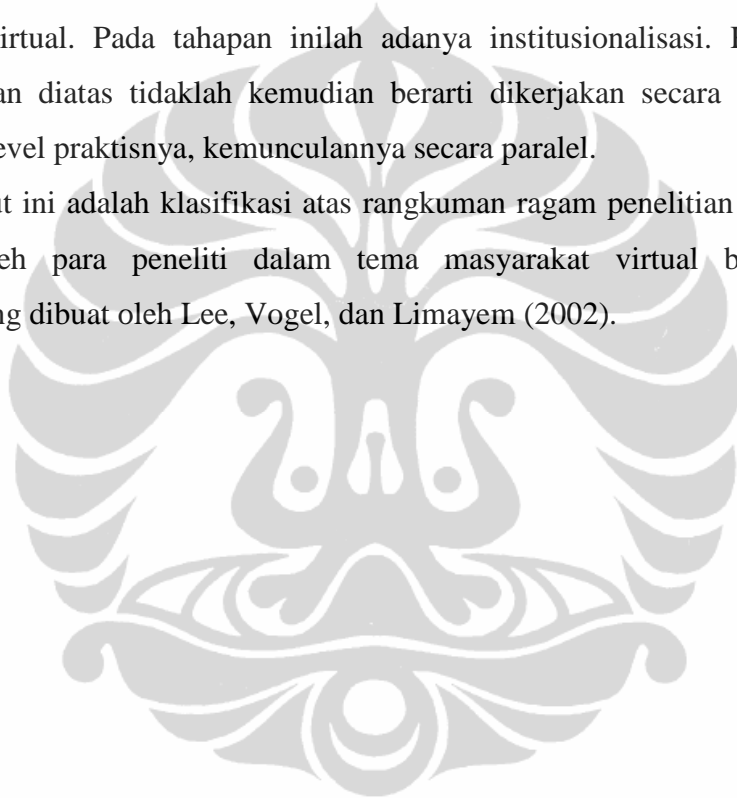 irtual. Pada tahapan inilah adanya institusionalisasi.
an diatas tidaklah kemudian berarti dikerjakan secara
evel praktisnya, kemunculannya secara paralel.
ut ini adalah klasifikasi atas rangkuman ragam penelitian
eh para peneliti dalam tema masyarakat virtual b
ng dibuat oleh Lee, Vogel, dan Limayem (2002).